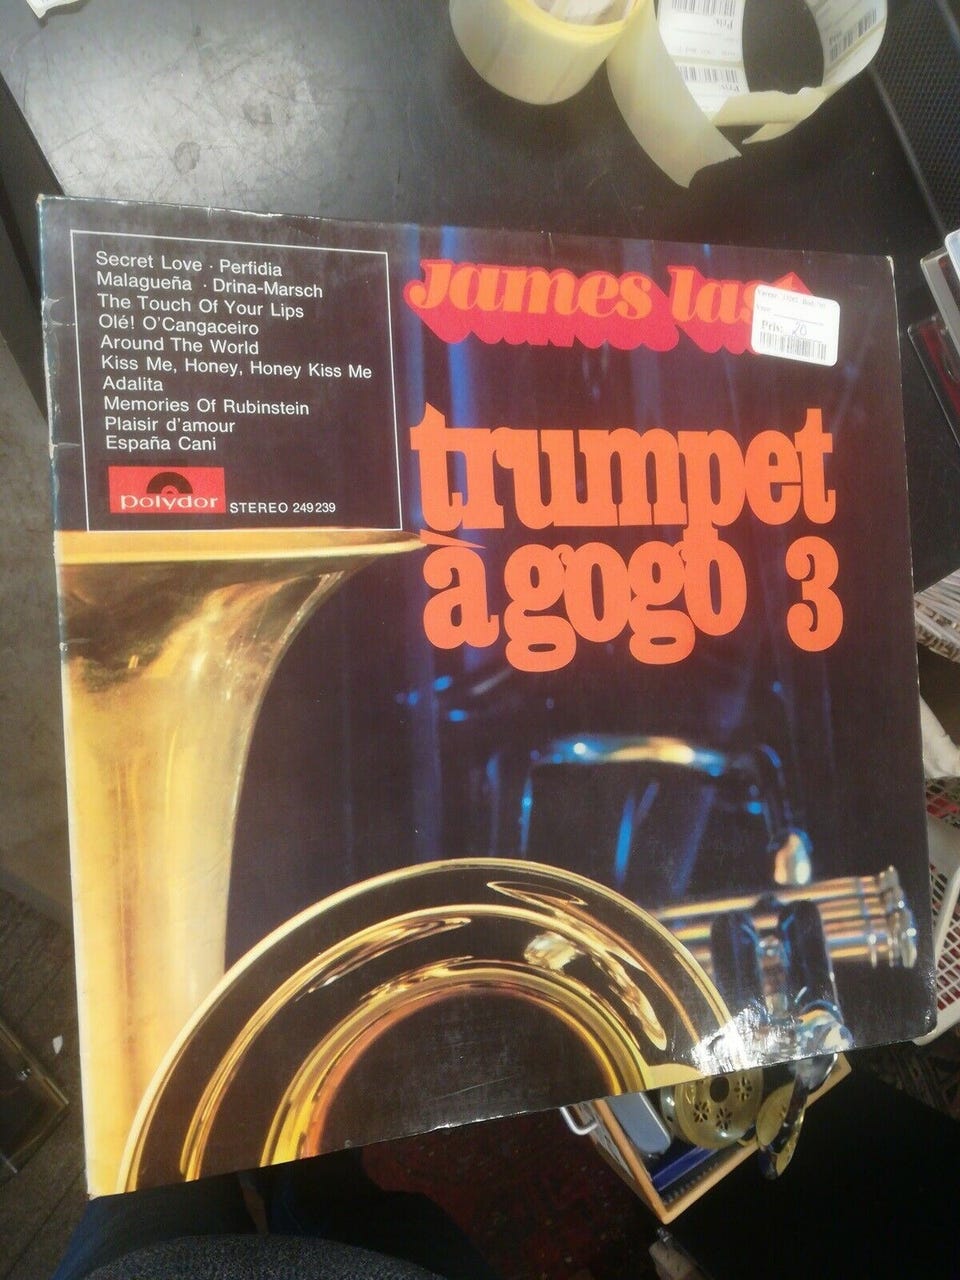 Secret Love · Perfidia
Malagueña · Drina-Marsch
The Touch Of Your Lips
Olé! O'Cangaceiro
Around The World
Kiss Me, Honey, Honey Kiss Me
Adalita
Memories Of Rubinstein
Plaisir d'amour
España Cani
polydor
STEREO 249 239
james las
Pris: 20
trumpet
à gogo 3